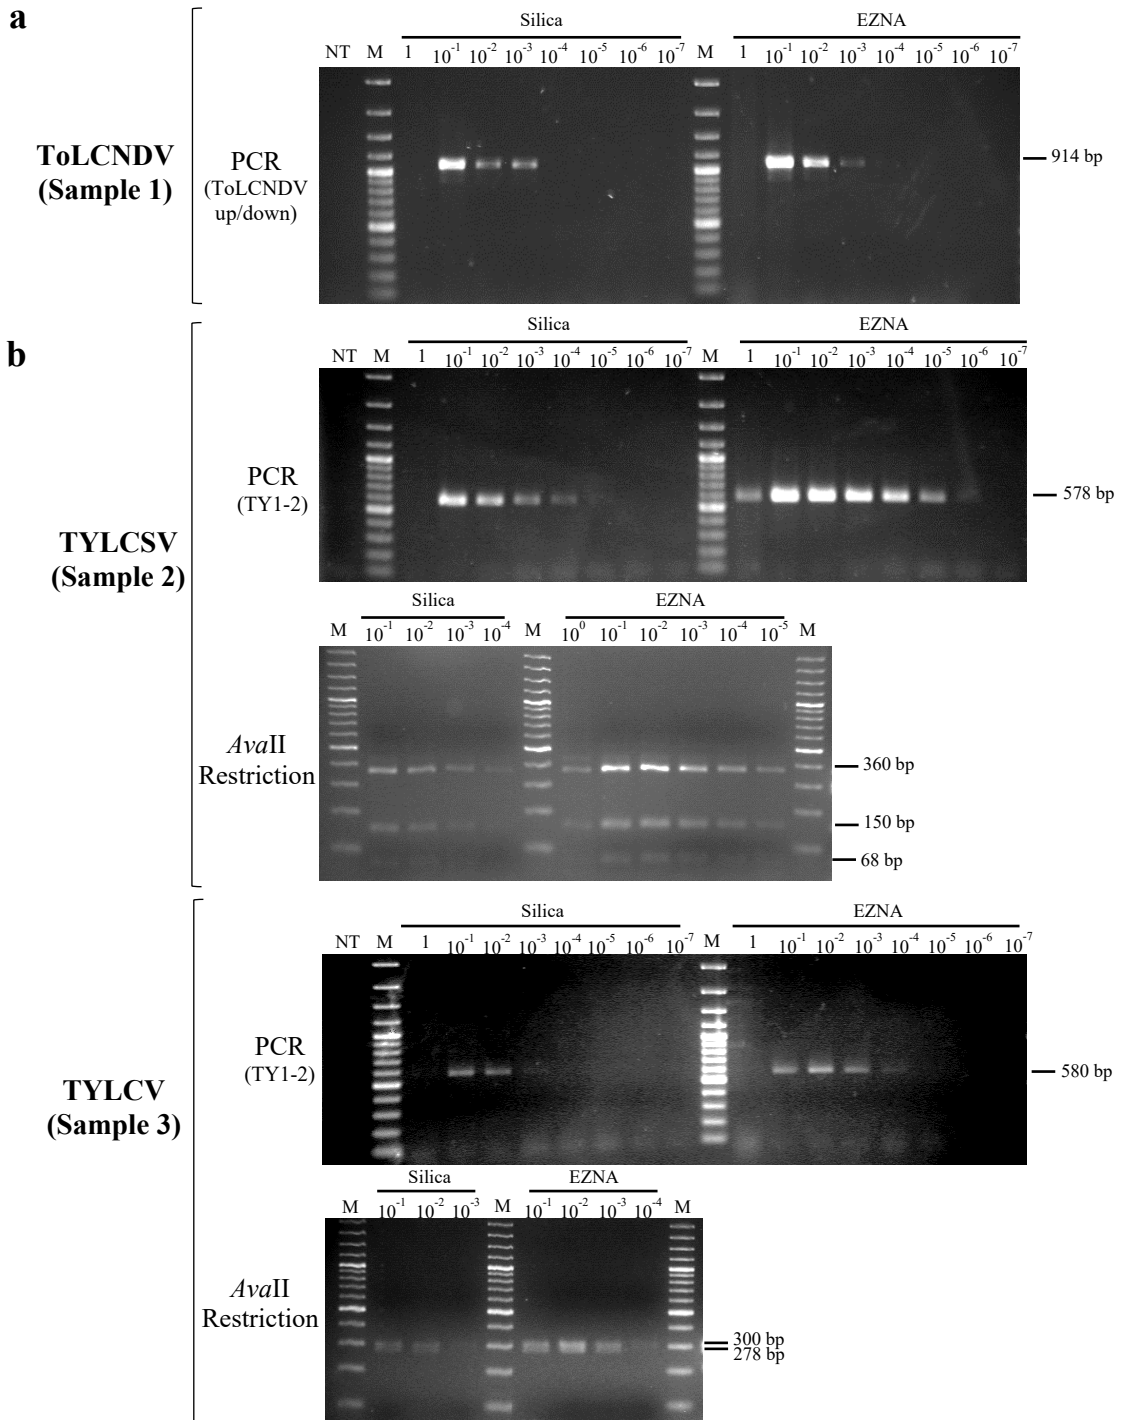 a
Silica EZNA
NT M 1 10-1 10-2 10-3 10-4 10-5 10-6 10-7 M 1 10-1 10-2 10-3 10-4 10-5 10-6 10-7
ToLCNDV
(Sample 1)
PCR
(ToLCNDV
up/down)
914 bp
b
Silica EZNA
NT M 1 10-1 10-2 10-3 10-4 10-5 10-6 10-7 M 1 10-1 10-2 10-3 10-4 10-5 10-6 10-7
PCR
(TY1-2)
578 bp
TYLCSV
(Sample 2)
Silica EZNA
M 10-1 10-2 10-3 10-4 M 100 10-1 10-2 10-3 10-4 10-5 M
AvaII
Restriction
360 bp
150 bp
68 bp
Silica EZNA
NT M 1 10-1 10-2 10-3 10-4 10-5 10-6 10-7 M 1 10-1 10-2 10-3 10-4 10-5 10-6 10-7
PCR
(TY1-2)
580 bp
TYLCV
(Sample 3)
Silica EZNA
M 10-1 10-2 10-3 M 10-1 10-2 10-3 10-4 M
AvaII
Restriction
300 bp
278 bp